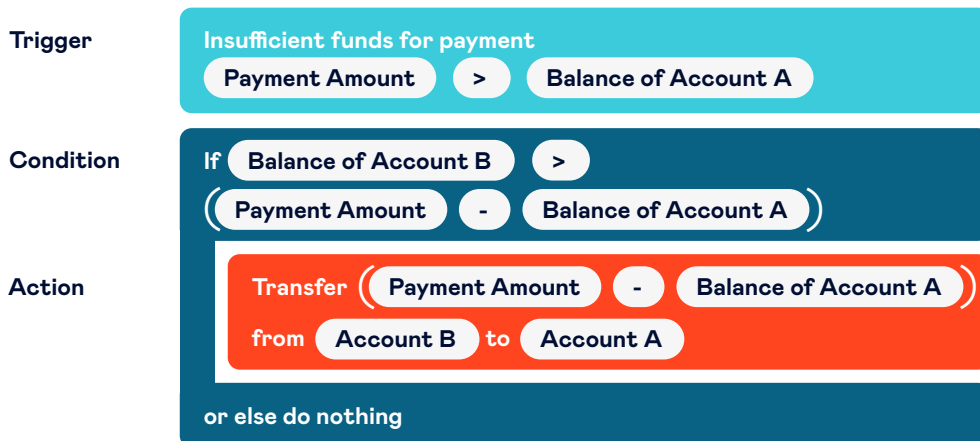 Trigger
Insufficient funds for payment
Payment Amount > Balance of Account A
Condition
If Balance of Account B >
(Payment Amount - Balance of Account A)
Action
Transfer (Payment Amount - Balance of Account A)
from Account B to Account A
or else do nothing